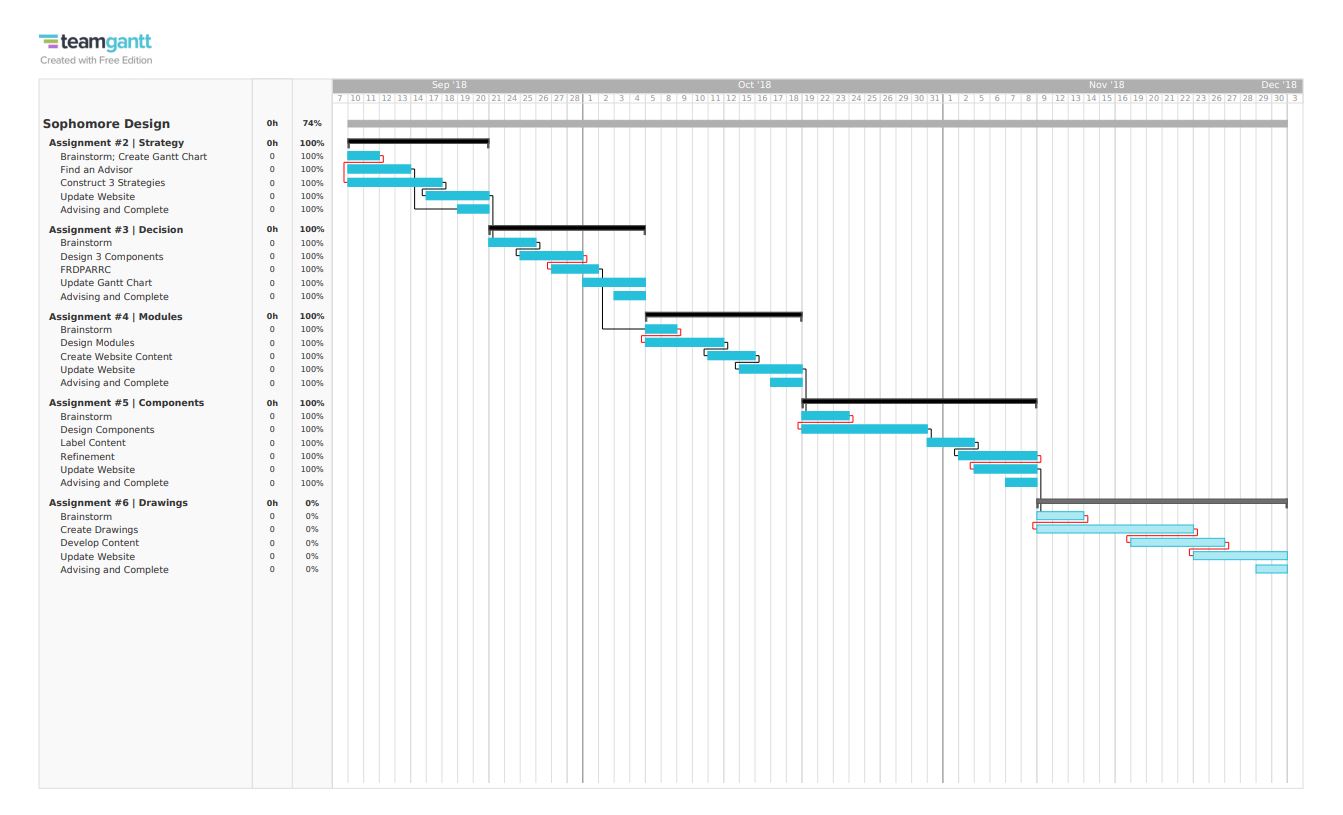 teamgantt
Created with Free Edition
Sep '18 Oct '18 Nov '18 Dec '18
7 10 11 12 13 14 17 18 19 20 21 24 25 26 27 28 1 2 3 4 5 8 9 10 11 12 15 16 17 18 19 22 23 24 25 26 29 30 31 1 2 5 6 7 8 9 12 13 14 15 16 19 20 21 22 23 26 27 28 29 30 3
Sophomore Design 0h 74%
Assignment #2 | Strategy 0h 100%
Brainstorm; Create Gantt Chart 0 100%
Find an Advisor 0 100%
Construct 3 Strategies 0 100%
Update Website 0 100%
Advising and Complete 0 100%
Assignment #3 | Decision 0h 100%
Brainstorm 0 100%
Design 3 Components 0 100%
FRDPARRC 0 100%
Update Gantt Chart 0 100%
Advising and Complete 0 100%
Assignment #4 | Modules 0h 100%
Brainstorm 0 100%
Design Modules 0 100%
Create Website Content 0 100%
Update Website 0 100%
Advising and Complete 0 100%
Assignment #5 | Components 0h 100%
Brainstorm 0 100%
Design Components 0 100%
Label Content 0 100%
Refinement 0 100%
Update Website 0 100%
Advising and Complete 0 100%
Assignment #6 | Drawings 0h 0%
Brainstorm 0 0%
Create Drawings 0 0%
Develop Content 0 0%
Update Website 0 0%
Advising and Complete 0 0%